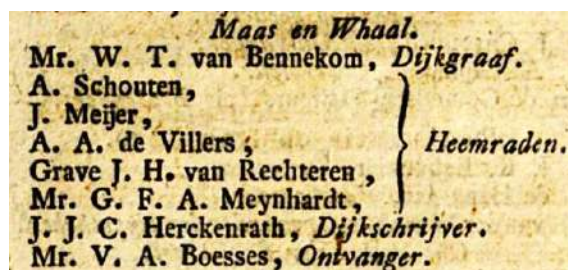 Maas en Whaal.
Mr. W. T. van Bennekom, Dijkgraaf.
A. Schouten,
J. Meijer,
A. A. de Villers,
Grave J. H. van Rechteren, Heemraden.
Mr. G. F. A. Meynhardt,
J. J. C. Herckenrath, Dijkschrijver.
Mr. V. A. Boesses, Ontvanger.